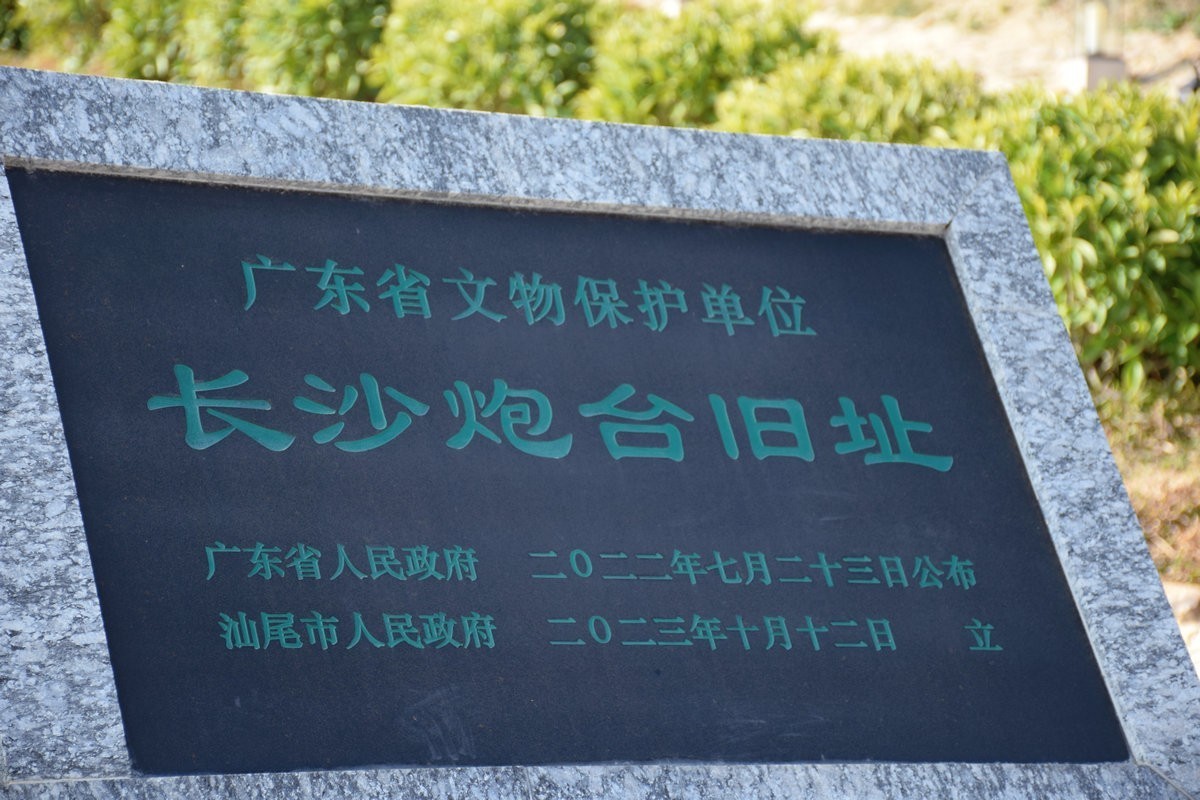 广东省文物保护单位
长沙炮台旧址
广东省人民政府 二0二二年七月二十三日公布
汕尾市人民政府 二0二三年十月十二日 立